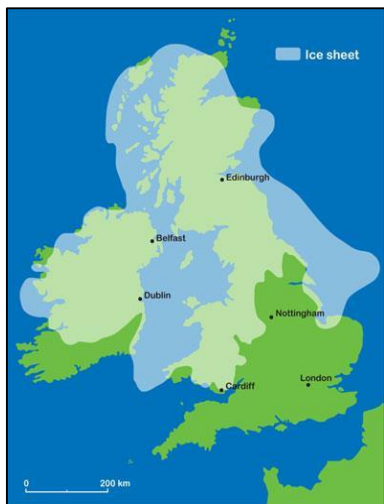 Ice sheet
Edinburgh
Belfast
Dublin
Nottingham
Cardiff
London
0 200 km